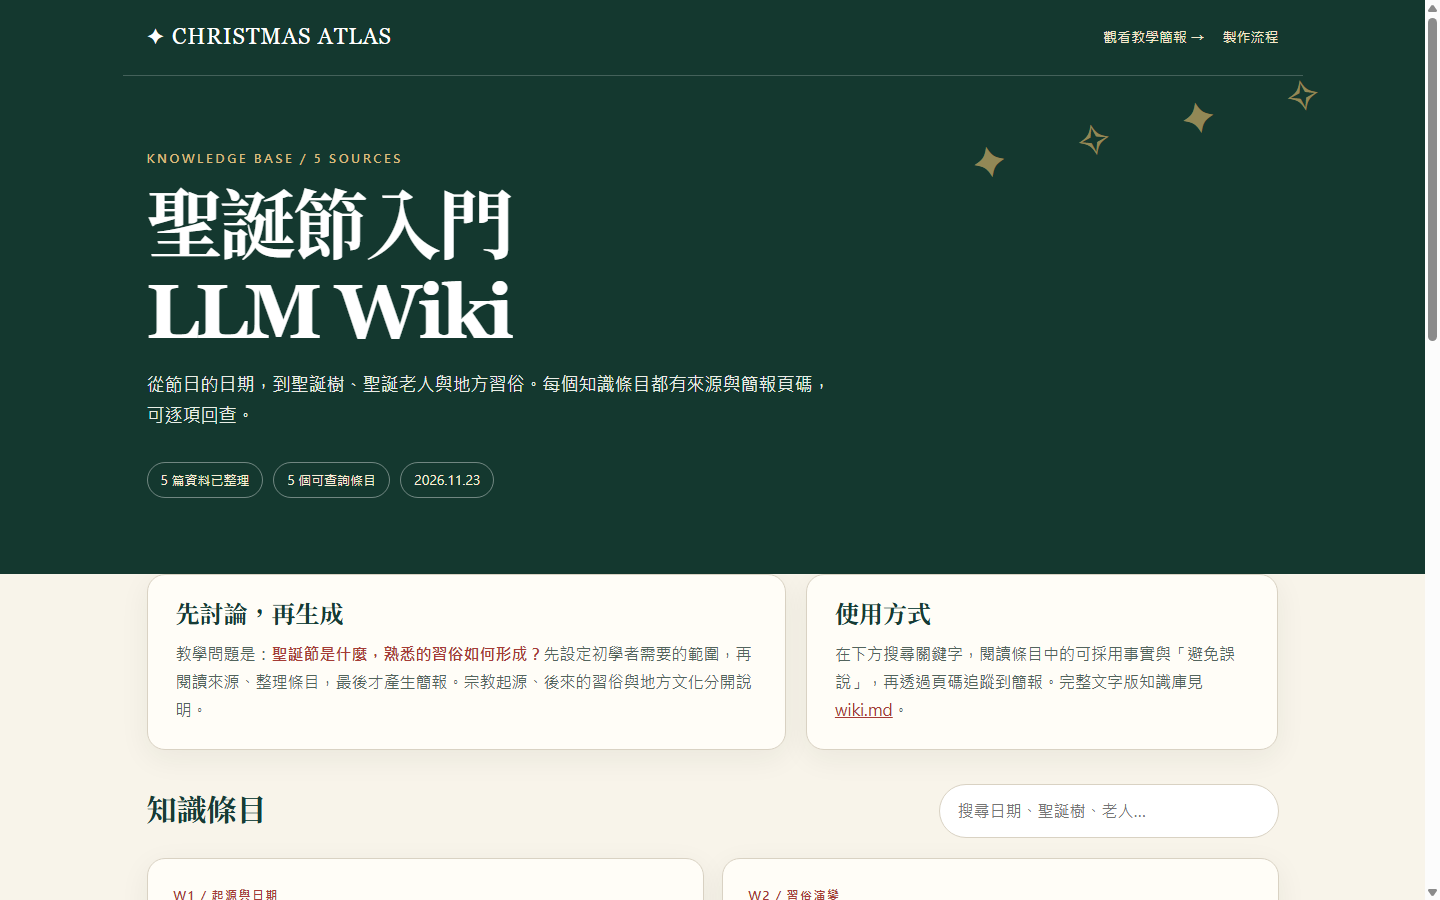 ✦ CHRISTMAS ATLAS
觀看教學簡報 → 製作流程
KNOWLEDGE BASE / 5 SOURCES
聖誕節入門
LLM Wiki
從節日的日期，到聖誕樹、聖誕老人與地方習俗。每個知識條目都有來源與簡報頁碼，
可逐項回查。
5 篇資料已整理
5 個可查詢條目
2026.11.23
先討論，再生成
教學問題是：聖誕節是什麼，熟悉的習俗如何形成？先設定初學者需要的範圍，再
閱讀來源、整理條目，最後才產生簡報。宗教起源、後來的習俗與地方文化分開說
明。
使用方式
在下方搜尋關鍵字，閱讀條目中的可採用事實與「避免誤
說」，再透過頁碼追蹤到簡報。完整文字版知識庫見
wiki.md。
知識條目
搜尋日期、聖誕樹、老人...
W1 / 起源與日期
W2 / 習俗演變